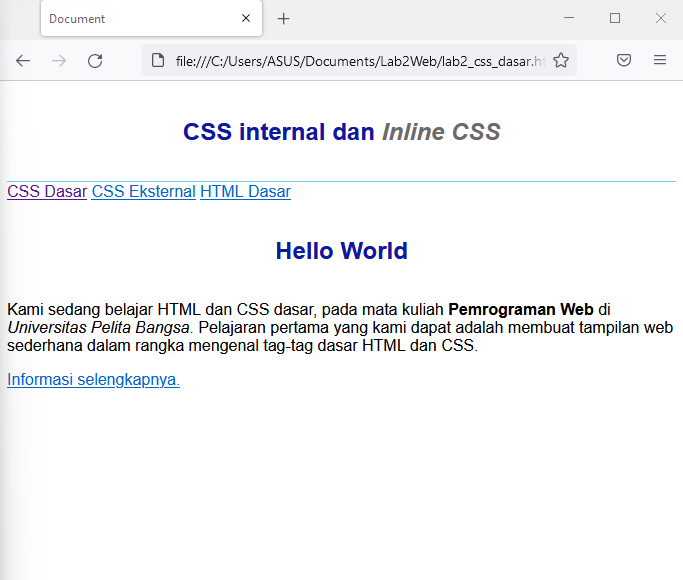 Document
file:///C:/Users/ASUS/Documents/Lab2Web/lab2_css_dasar.ht
CSS internal dan Inline CSS
CSS Dasar CSS Eksternal HTML Dasar
Hello World
Kami sedang belajar HTML dan CSS dasar, pada mata kuliah Pemrograman Web di
Universitas Pelita Bangsa. Pelajaran pertama yang kami dapat adalah membuat tampilan web
sederhana dalam rangka mengenal tag-tag dasar HTML dan CSS.
Informasi selengkapnya.